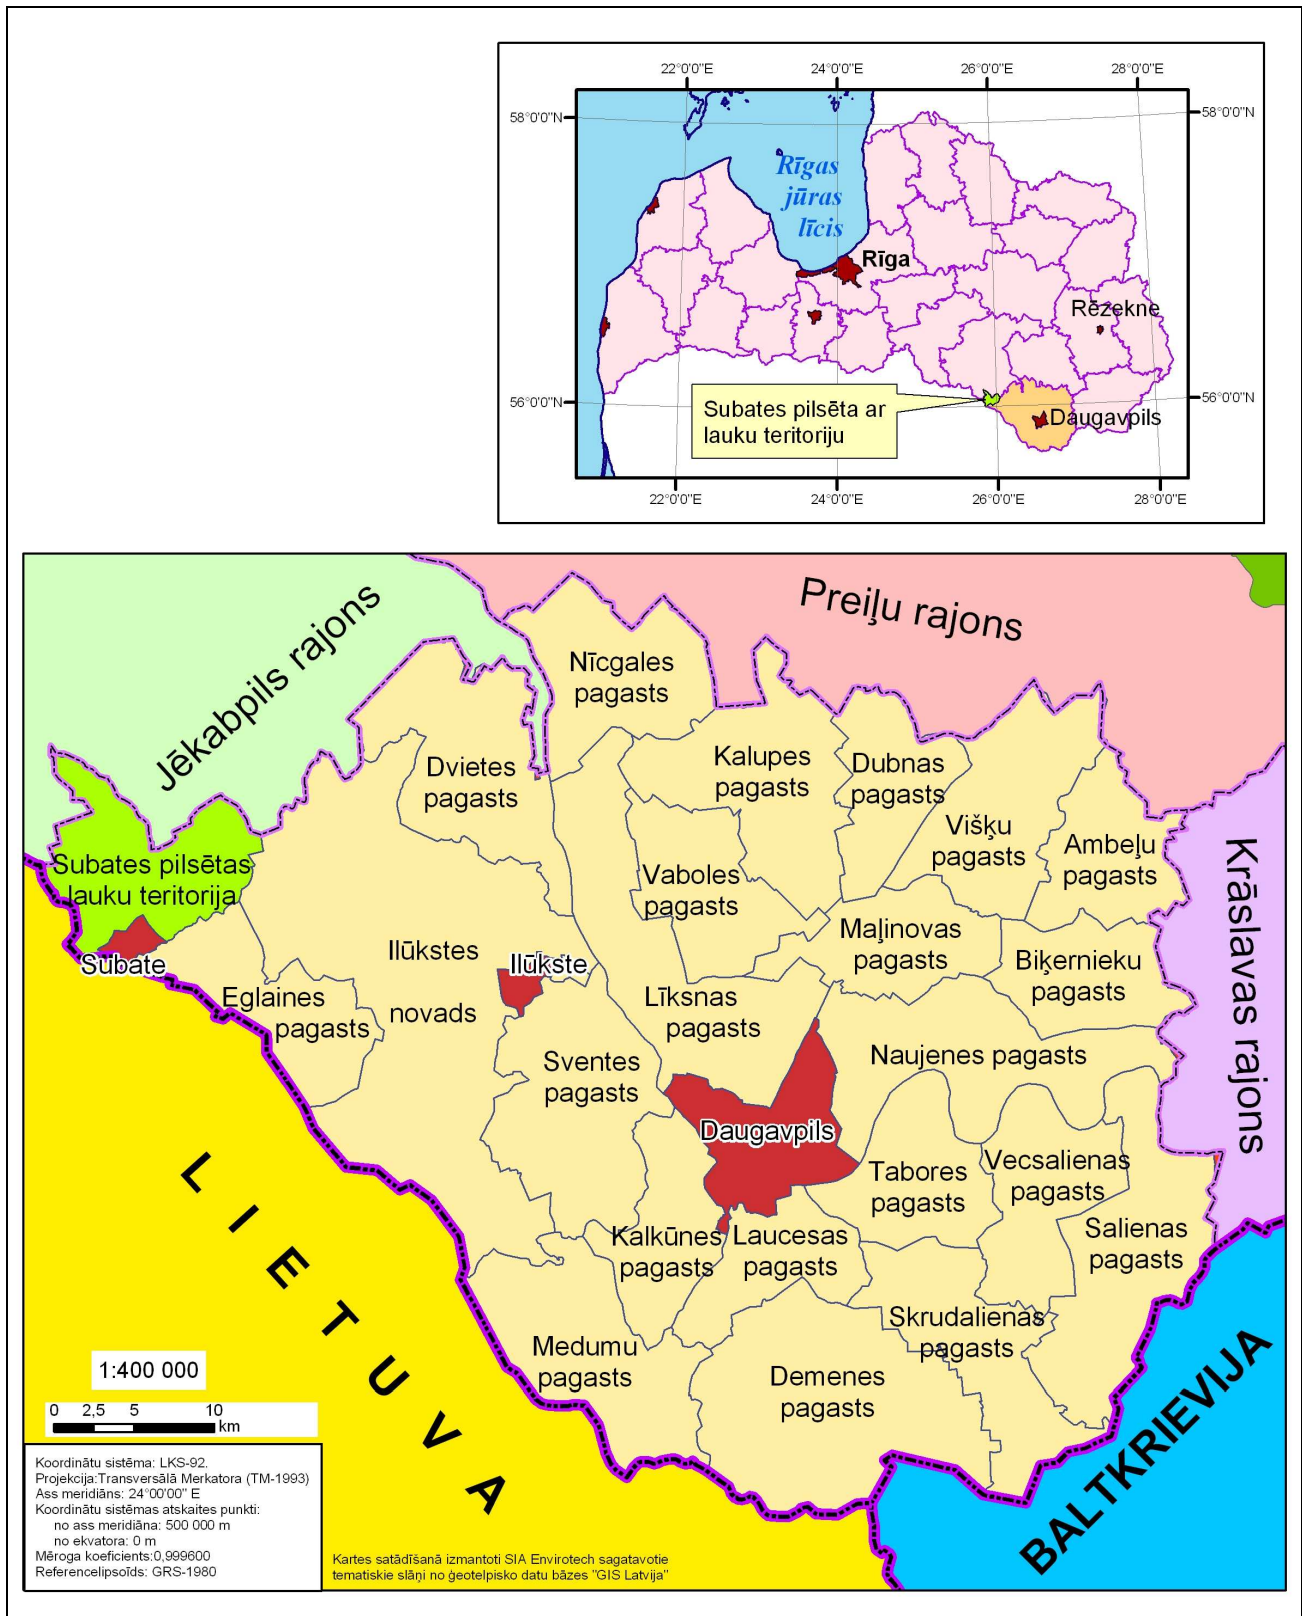 22°0'0"E 24°0'0"E 26°0'0"E 28°0'0"E
58°0'0"N
58°0'0"N
Rīgas
jūras
līcis
Rīga
Rēzekne
56°0'0"N
56°0'0"N
Subates pilsēta ar
lauku teritoriju
Daugavpils
22°0'0"E 24°0'0"E 26°0'0"E 28°0'0"E
Jēkabpils rajons
Preiļu rajons
Krāslavas rajons
Nīcgales
pagasts
Dvietes
pagasts
Kalupes
pagasts
Dubnas
pagasts
Višķu
pagasts
Ambeļu
pagasts
Subates pilsētas
lauku teritorija
Vaboles
pagasts
Subate
Ilūkstes
novads
Ilūkste
Maļinovas
pagasts
Biķernieku
pagasts
Eglaines
pagasts
Līksnas
pagasts
Sventes
pagasts
Naujenes pagasts
Daugavpils
Tabores
pagasts
Vecsalienas
pagasts
Salienas
pagasts
Kalkūnes
pagasts
Laucesas
pagasts
Skrudalienas
pagasts
Medumu
pagasts
Demenes
pagasts
LIETUVA
BALTKRIEVIJA
1:400 000
0 2,5 5 10
km
Koordinātu sistēma: LKS-92.
Projekcija:Transversālā Merkatora (TM-1993)
Ass meridiāns: 24°00'00" E
Koordinātu sistēmas atskaites punkti:
no ass meridiāna: 500 000 m
no ekvatora: 0 m
Mēroga koeficients:0,999600
Referencelipsoīds: GRS-1980
Kartes satādīšanā izmantoti SIA Envirotech sagatavotie
tematiskie slāņi no ģeotelpisko datu bāzes "GIS Latvija"